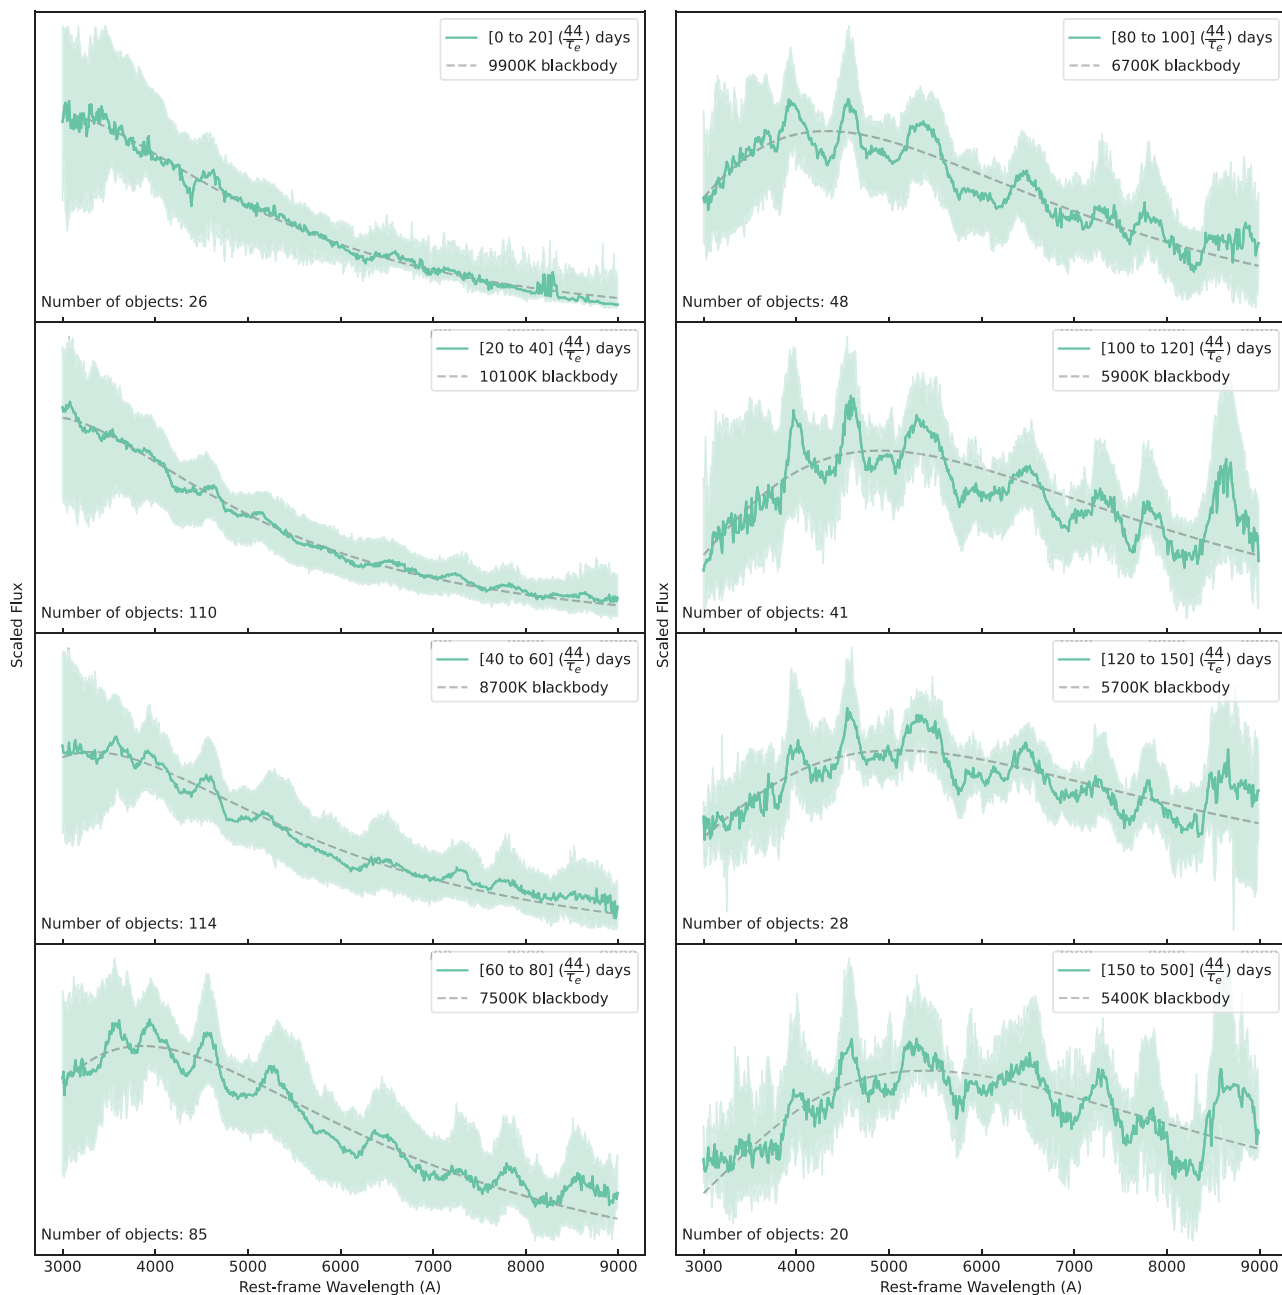 [0 to 20] (44/τe) days
9900K blackbody
Number of objects: 26
[20 to 40] (44/τe) days
10100K blackbody
Number of objects: 110
[40 to 60] (44/τe) days
8700K blackbody
Number of objects: 114
[60 to 80] (44/τe) days
7500K blackbody
Number of objects: 85
3000 4000 5000 6000 7000 8000 9000
Rest-frame Wavelength (A)
Scaled Flux
[80 to 100] (44/τe) days
6700K blackbody
Number of objects: 48
[100 to 120] (44/τe) days
5900K blackbody
Number of objects: 41
[120 to 150] (44/τe) days
5700K blackbody
Number of objects: 28
[150 to 500] (44/τe) days
5400K blackbody
Number of objects: 20
3000 4000 5000 6000 7000 8000 9000
Rest-frame Wavelength (A)
Scaled Flux